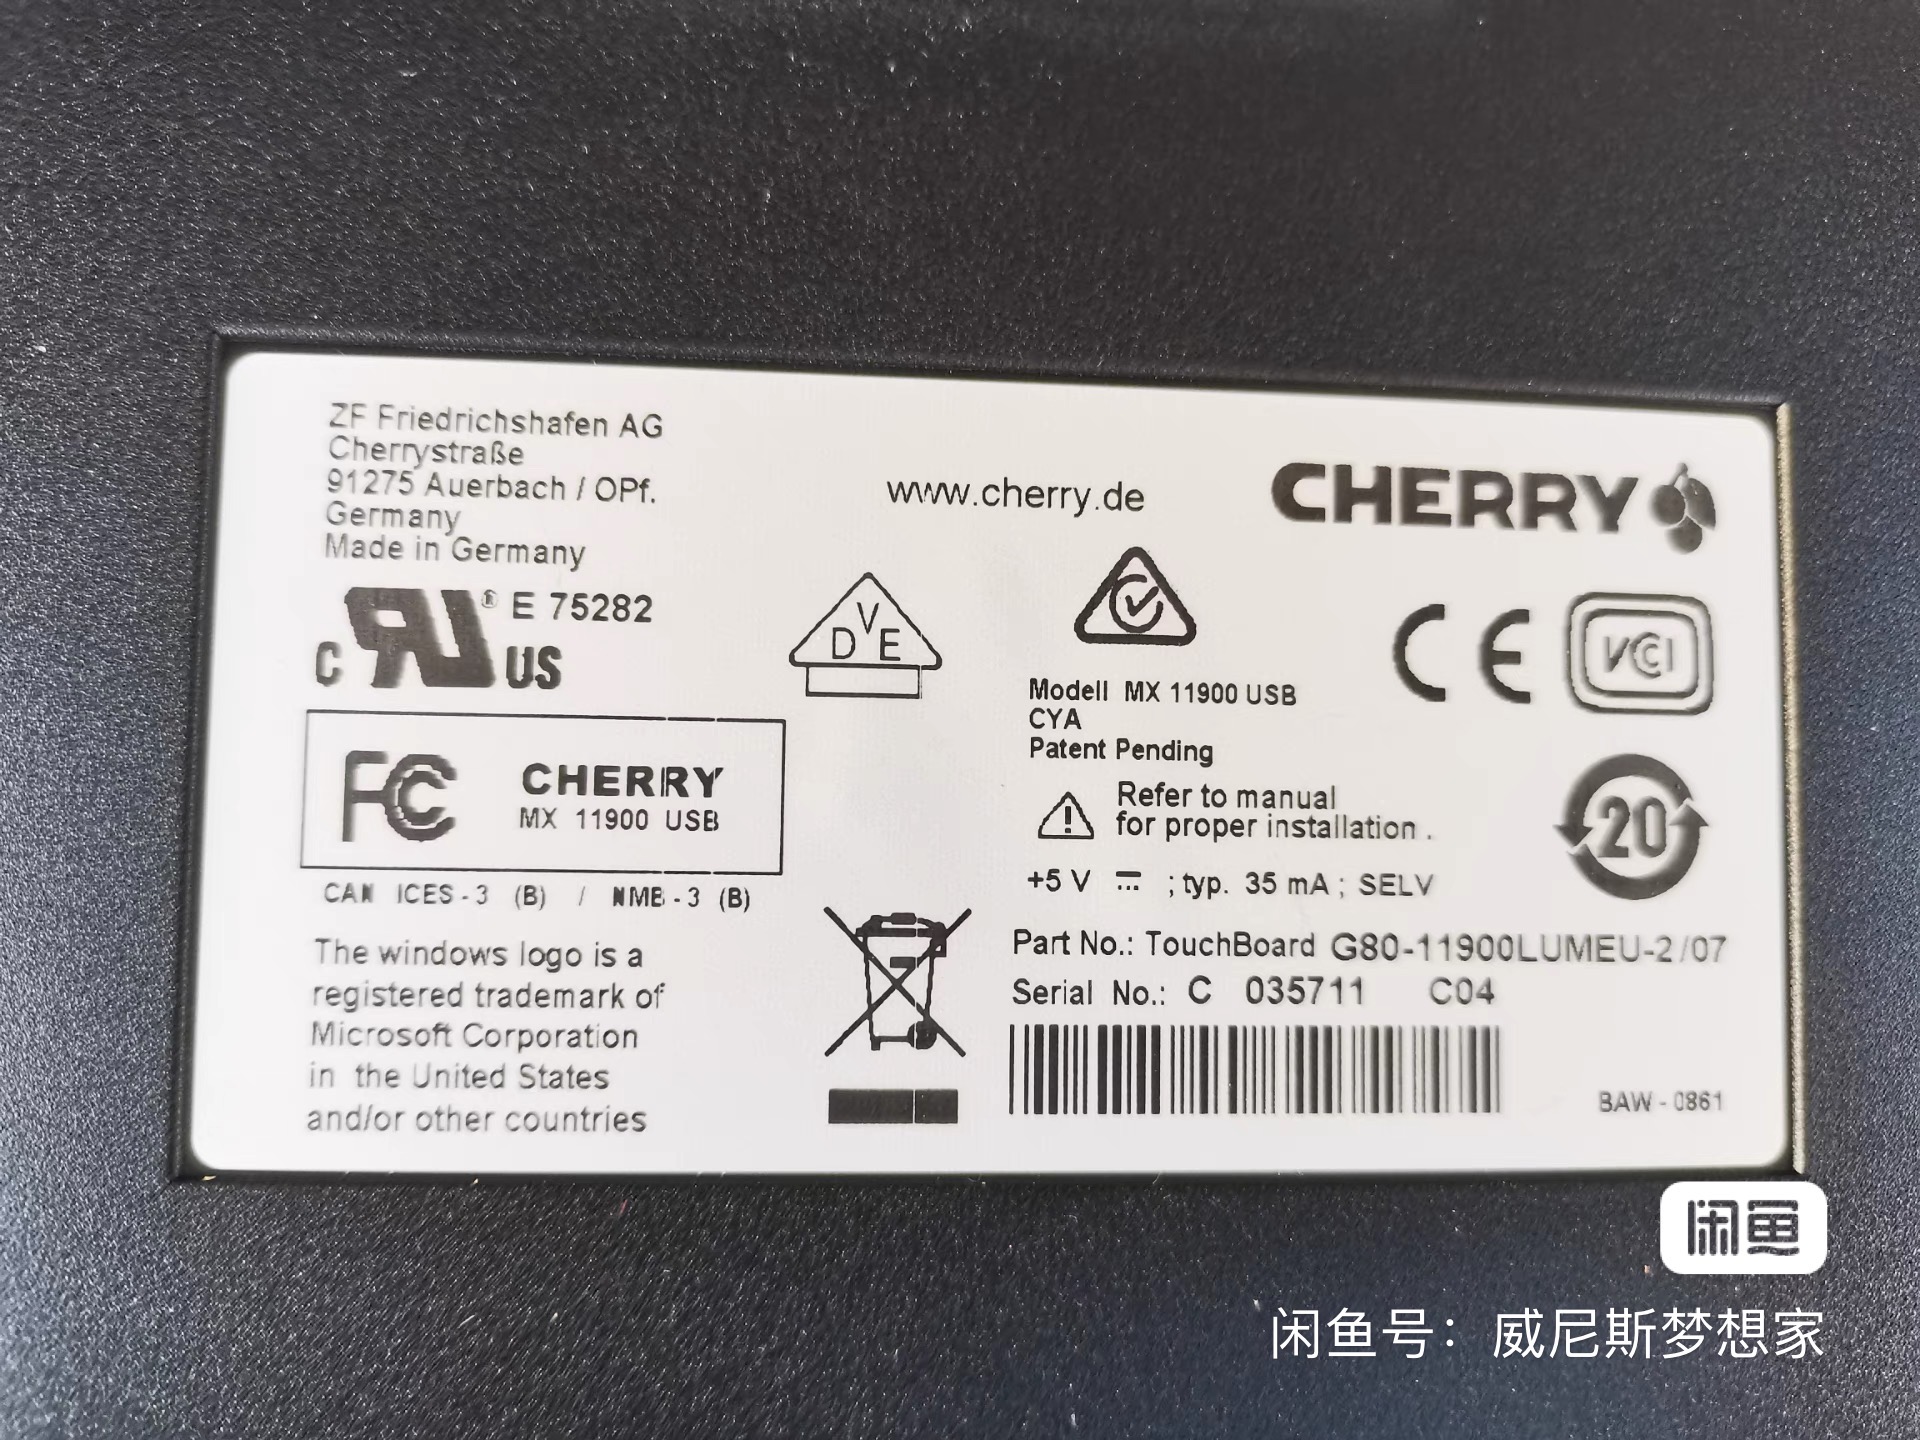 ZF Friedrichshafen AG
Cherrystraße
91275 Auerbach / OPf.
Germany
Made in Germany
www.cherry.de
CHERRY
C RU ® US E 75282
VDE
CE
VCI
Modell MX 11900 USB
CYA
Patent Pending
FC CHERRY
MX 11900 USB
Refer to manual
for proper installation .
20
CAN ICES - 3 (B) / NMB - 3 (B)
+5 V ⎓ ; typ. 35 mA ; SELV
The windows logo is a
registered trademark of
Microsoft Corporation
in the United States
and/or other countries
Part No.: TouchBoard G80-11900LUMEU-2 /07
Serial No.: C 035711 C04
BAW - 0861
闲鱼
闲鱼号：威尼斯梦想家